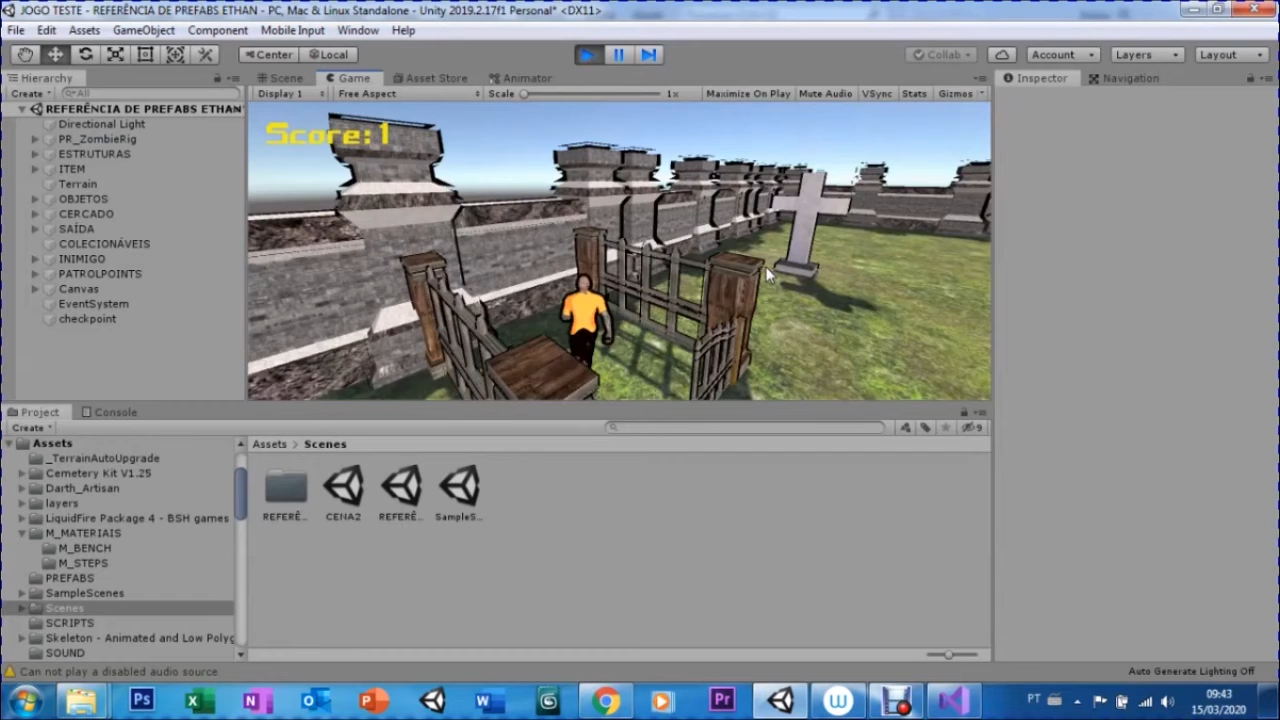 JOGO TESTE - REFERÊNCIA DE PREFABS ETHAN - PC, Mac & Linux Standalone - Unity 2019.2.17f1 Personal* <DX11>
File Edit Assets GameObject Component Mobile Input Window Help
Center Local Collab Account Layers Layout
Hierarchy Scene Game Asset Store Animator Inspector Navigation
Create All Display 1 Free Aspect Scale 1x Maximize On Play Mute Audio VSync Stats Gizmos
REFERÊNCIA DE PREFABS ETHAN*
Directional Light
PR_ZombieRig
ESTRUTURAS
ITEM
Terrain
OBJETOS
CERCADO
SAÍDA
COLECIONÁVEIS
INIMIGO
PATROLPOINTS
Canvas
EventSystem
checkpoint
Score:1
Project Console
Create 9
Assets
_TerrainAutoUpgrade
Cemetery Kit V1.25
Darth_Artisan
layers
LiquidFire Package 4 - BSH games
M_MATERIAIS
M_BENCH
M_STEPS
PREFABS
SampleScenes
Scenes
SCRIPTS
Skeleton - Animated and Low Polyg
SOUND
Assets > Scenes
REFERÊ... CENA2 REFERÊ... SampleS...
Can not play a disabled audio source Auto Generate Lighting Off
Ps X N O P W 3 Pr W PT 09:43
15/03/2020